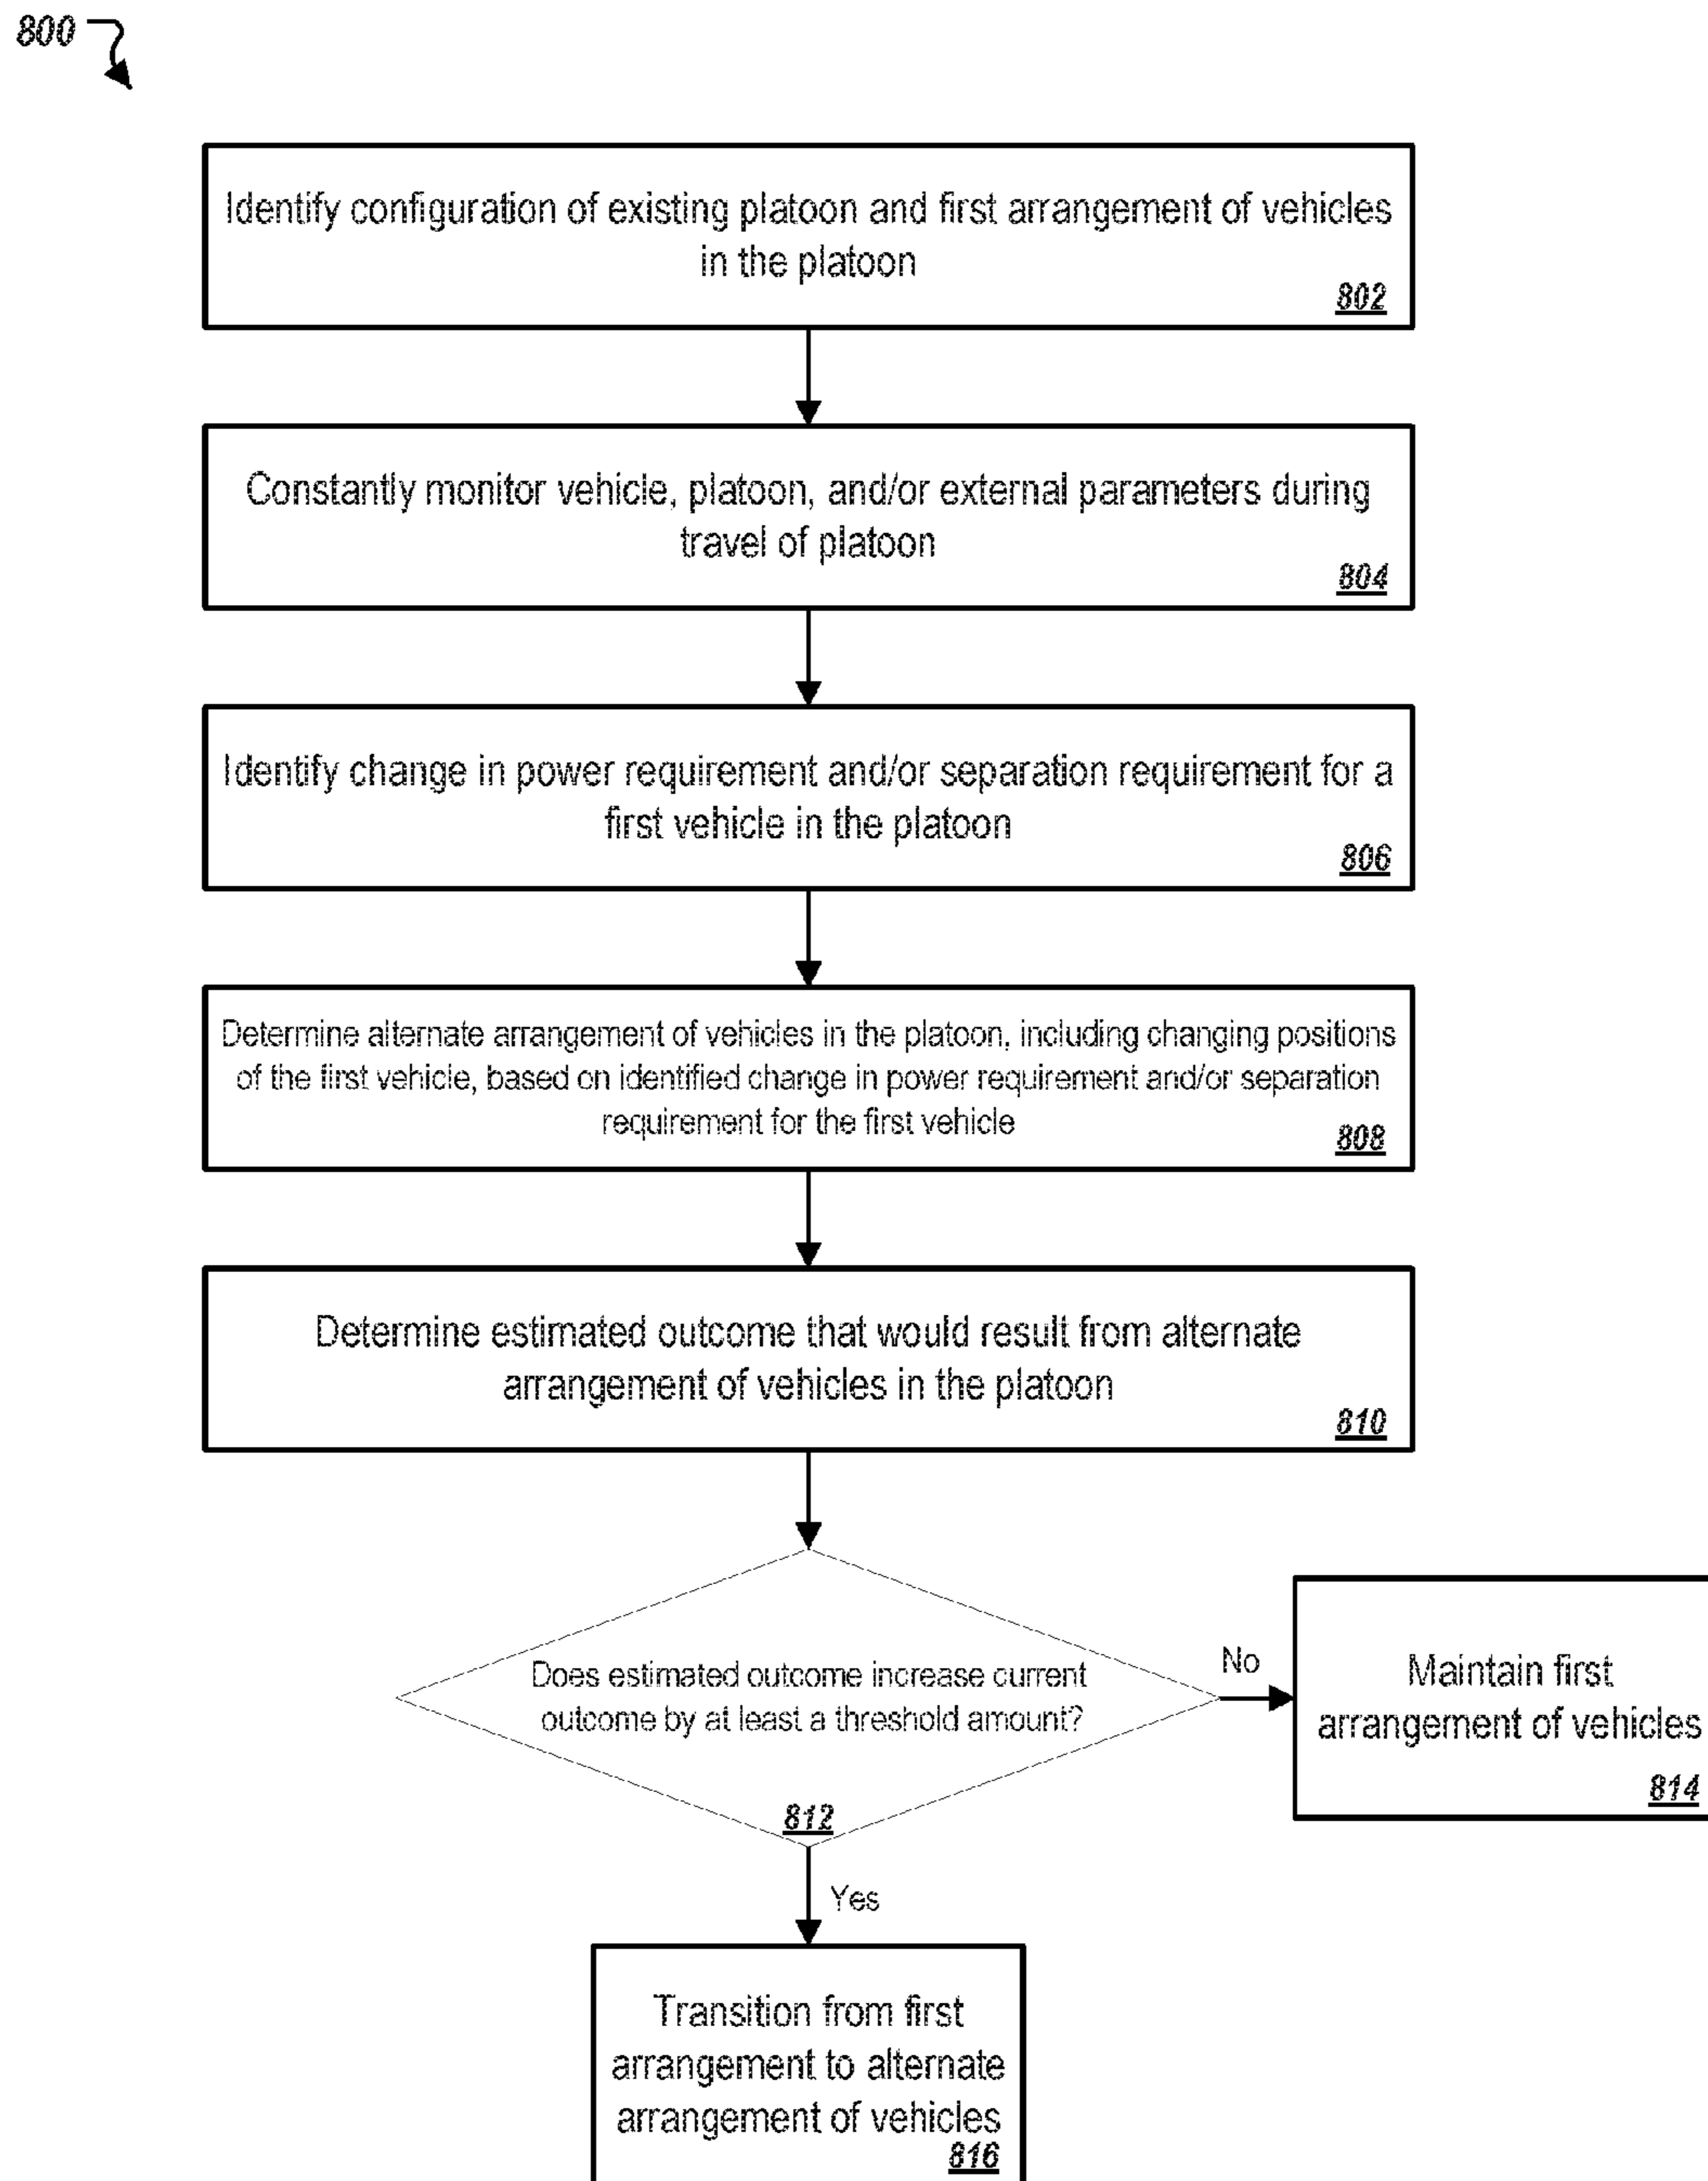 800
Identify configuration of existing platoon and first arrangement of vehicles
in the platoon
802
Constantly monitor vehicle, platoon, and/or external parameters during
travel of platoon
804
Identify change in power requirement and/or separation requirement for a
first vehicle in the platoon
806
Determine alternate arrangement of vehicles in the platoon, including changing positions
of the first vehicle, based on identified change in power requirement and/or separation
requirement for the first vehicle
808
Determine estimated outcome that would result from alternate
arrangement of vehicles in the platoon
810
Does estimated outcome increase current
outcome by at least a threshold amount?
812
No
Maintain first
arrangement of vehicles
814
Yes
Transition from first
arrangement to alternate
arrangement of vehicles
816